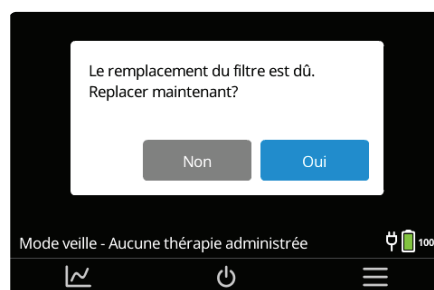 Le remplacement du filtre est dû.
Replacer maintenant?
Non
Oui
Mode veille - Aucune thérapie administrée
100